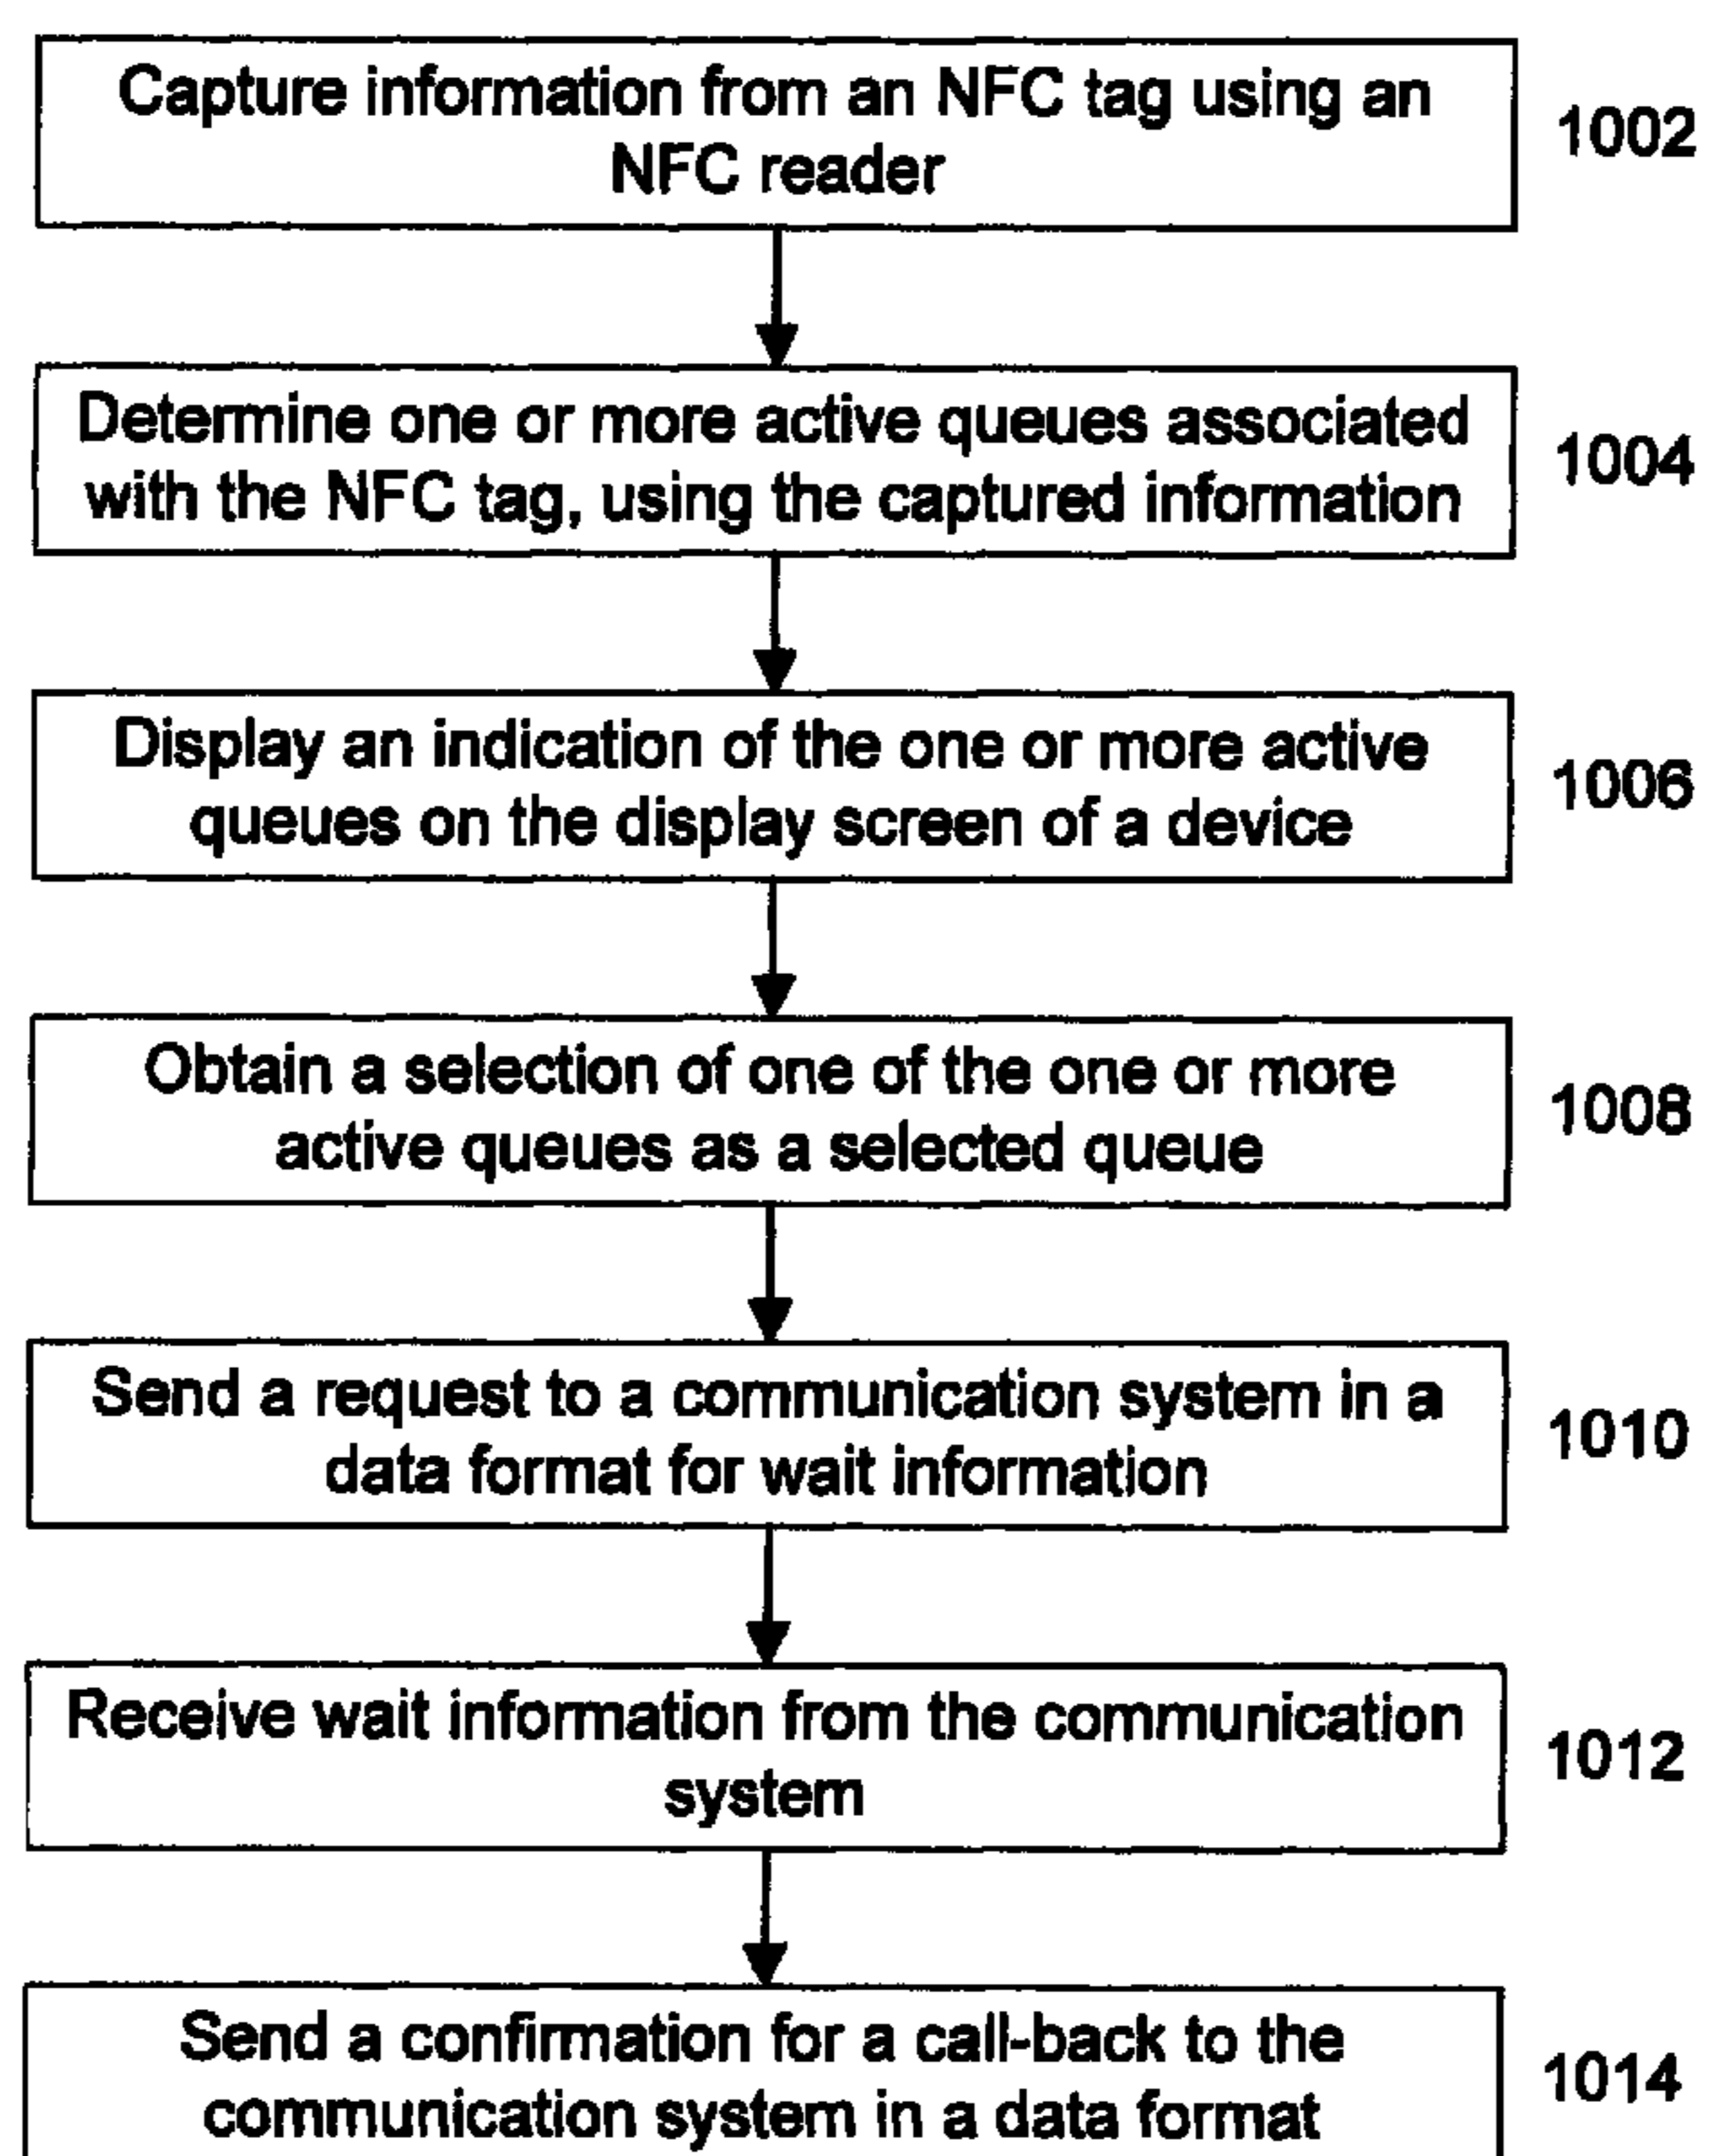 Capture information from an NFC tag using an
NFC reader
1002
Determine one or more active queues associated
with the NFC tag, using the captured information
1004
Display an indication of the one or more active
queues on the display screen of a device
1006
Obtain a selection of one of the one or more
active queues as a selected queue
1008
Send a request to a communication system in a
data format for wait information
1010
Receive wait information from the communication
system
1012
Send a confirmation for a call-back to the
communication system in a data format
1014